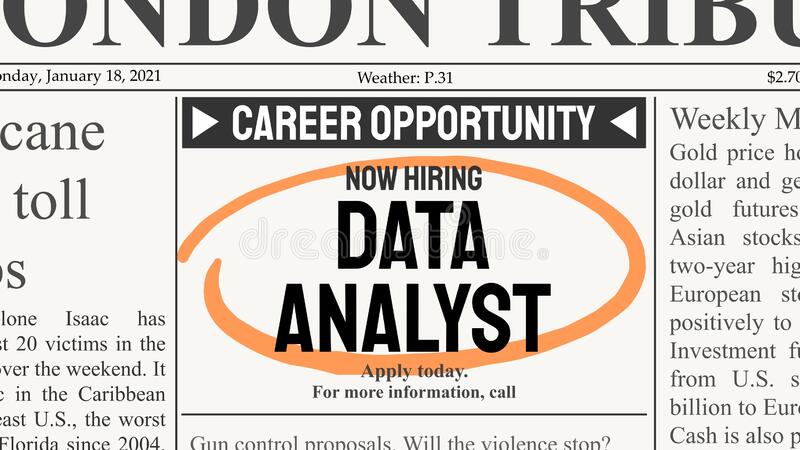 ONDON TRIBU
onday, January 18, 2021
Weather: P.31
$2.70
cane
toll
os
lone Isaac has
st 20 victims in the
over the weekend. It
c in the Caribbean
east U.S., the worst
Florida since 2004.
CAREER OPPORTUNITY
NOW HIRING
DATA
ANALYST
Apply today.
For more information, call
dreamstime.
Gun control proposals. Will the violence stop?
Weekly M
Gold price ho
dollar and ge
gold futures
Asian stocks
two-year hig
European sto
positively to
Investment fu
from U.S. s
billion to Euro
Cash is also p